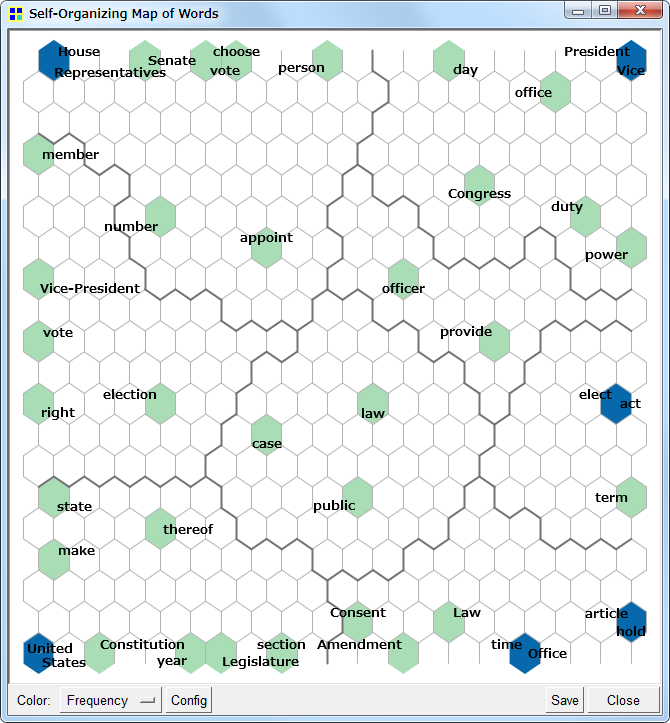 Self-Organizing Map of Words
House
choose
President
Senate
Representatives
vote
person
day
Vice
office
member
Congress
duty
number
appoint
power
Vice-President
officer
vote
provide
election
elect
act
right
law
case
term
state
public
thereof
make
Consent
Law
article
hold
United
Constitution
section
Amendment
time
Office
States
year
Legislature
Color:
Frequency
Config
Save
Close